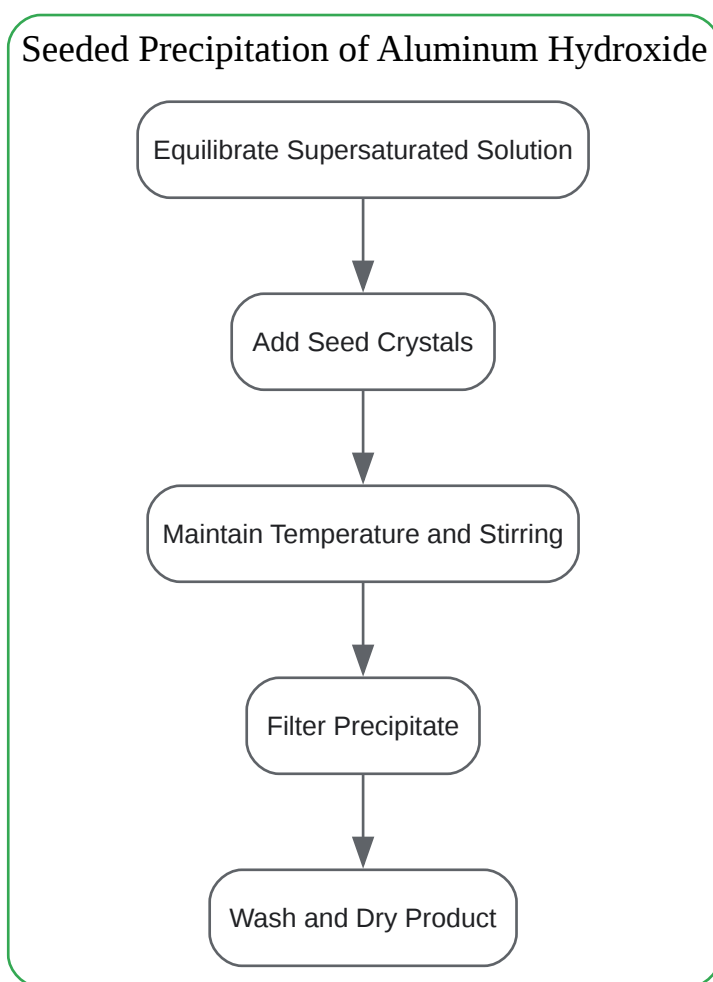 Seeded Precipitation of Aluminum Hydroxide
Equilibrate Supersaturated Solution
Add Seed Crystals
Maintain Temperature and Stirring
Filter Precipitate
Wash and Dry Product